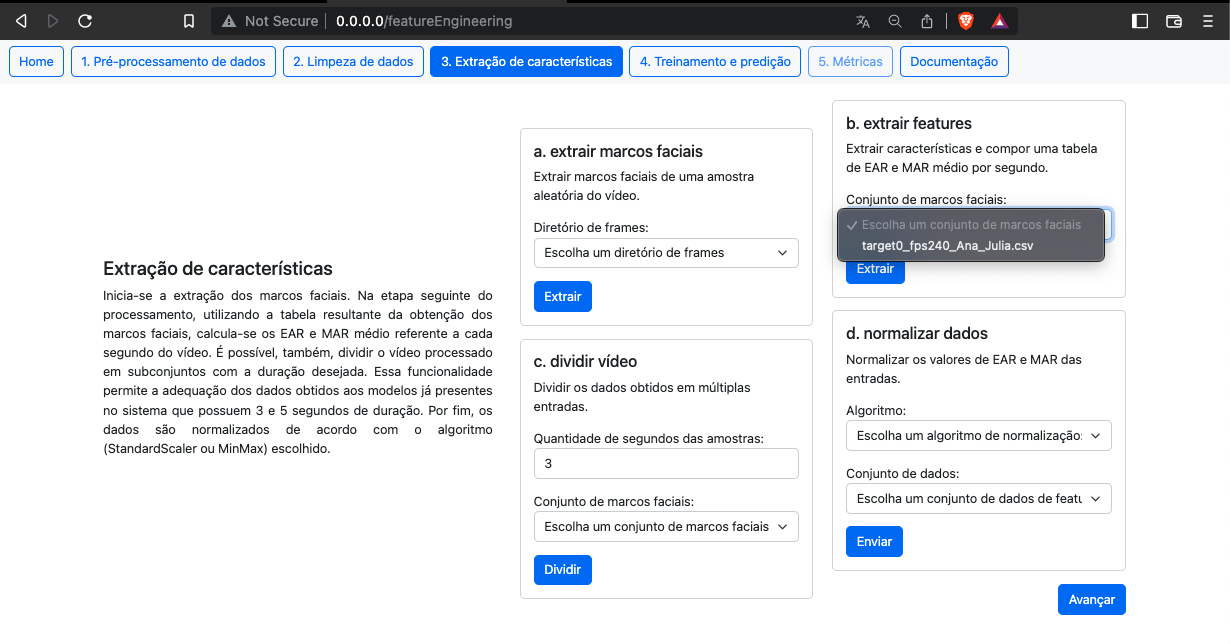 Not Secure
0.0.0.0/featureEngineering
Home
1. Pré-processamento de dados
2. Limpeza de dados
3. Extração de características
4. Treinamento e predição
5. Métricas
Documentação
Extração de características
Inicia-se a extração dos marcos faciais. Na etapa seguinte do
processamento, utilizando a tabela resultante da obtenção dos
marcos faciais, calcula-se os EAR e MAR médio referente a cada
segundo do vídeo. É possível, também, dividir o vídeo processado
em subconjuntos com a duração desejada. Essa funcionalidade
permite a adequação dos dados obtidos aos modelos já presentes
no sistema que possuem 3 e 5 segundos de duração. Por fim, os
dados são normalizados de acordo com o algoritmo
(StandardScaler ou MinMax) escolhido.
a. extrair marcos faciais
Extrair marcos faciais de uma amostra
aleatória do vídeo.
Diretório de frames:
Escolha um diretório de frames
Extrair
b. extrair features
Extrair características e compor uma tabela
de EAR e MAR médio por segundo.
Conjunto de marcos faciais:
Escolha um conjunto de marcos faciais
target0_fps240_Ana_Julia.csv
Extrair
c. dividir vídeo
Dividir os dados obtidos em múltiplas
entradas.
Quantidade de segundos das amostras:
3
Conjunto de marcos faciais:
Escolha um conjunto de marcos faciais
Dividir
d. normalizar dados
Normalizar os valores de EAR e MAR das
entradas.
Algoritmo:
Escolha um algoritmo de normalização:
Conjunto de dados:
Escolha um conjunto de dados de featu
Enviar
Avançar